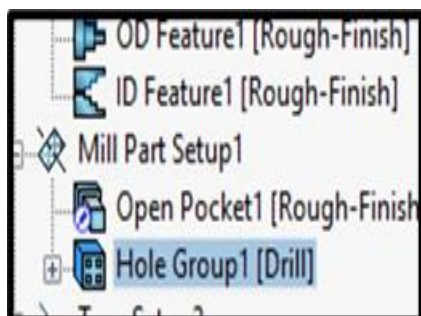 OD Feature1 [Rough-Finish]
ID Feature1 [Rough-Finish]
Mill Part Setup1
Open Pocket1 [Rough-Finish
Hole Group1 [Drill]